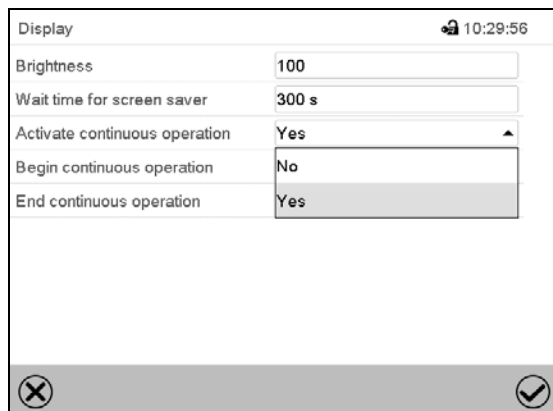 Display 10:29:56
Brightness 100
Wait time for screen saver 300 s
Activate continuous operation Yes
Begin continuous operation No
End continuous operation Yes